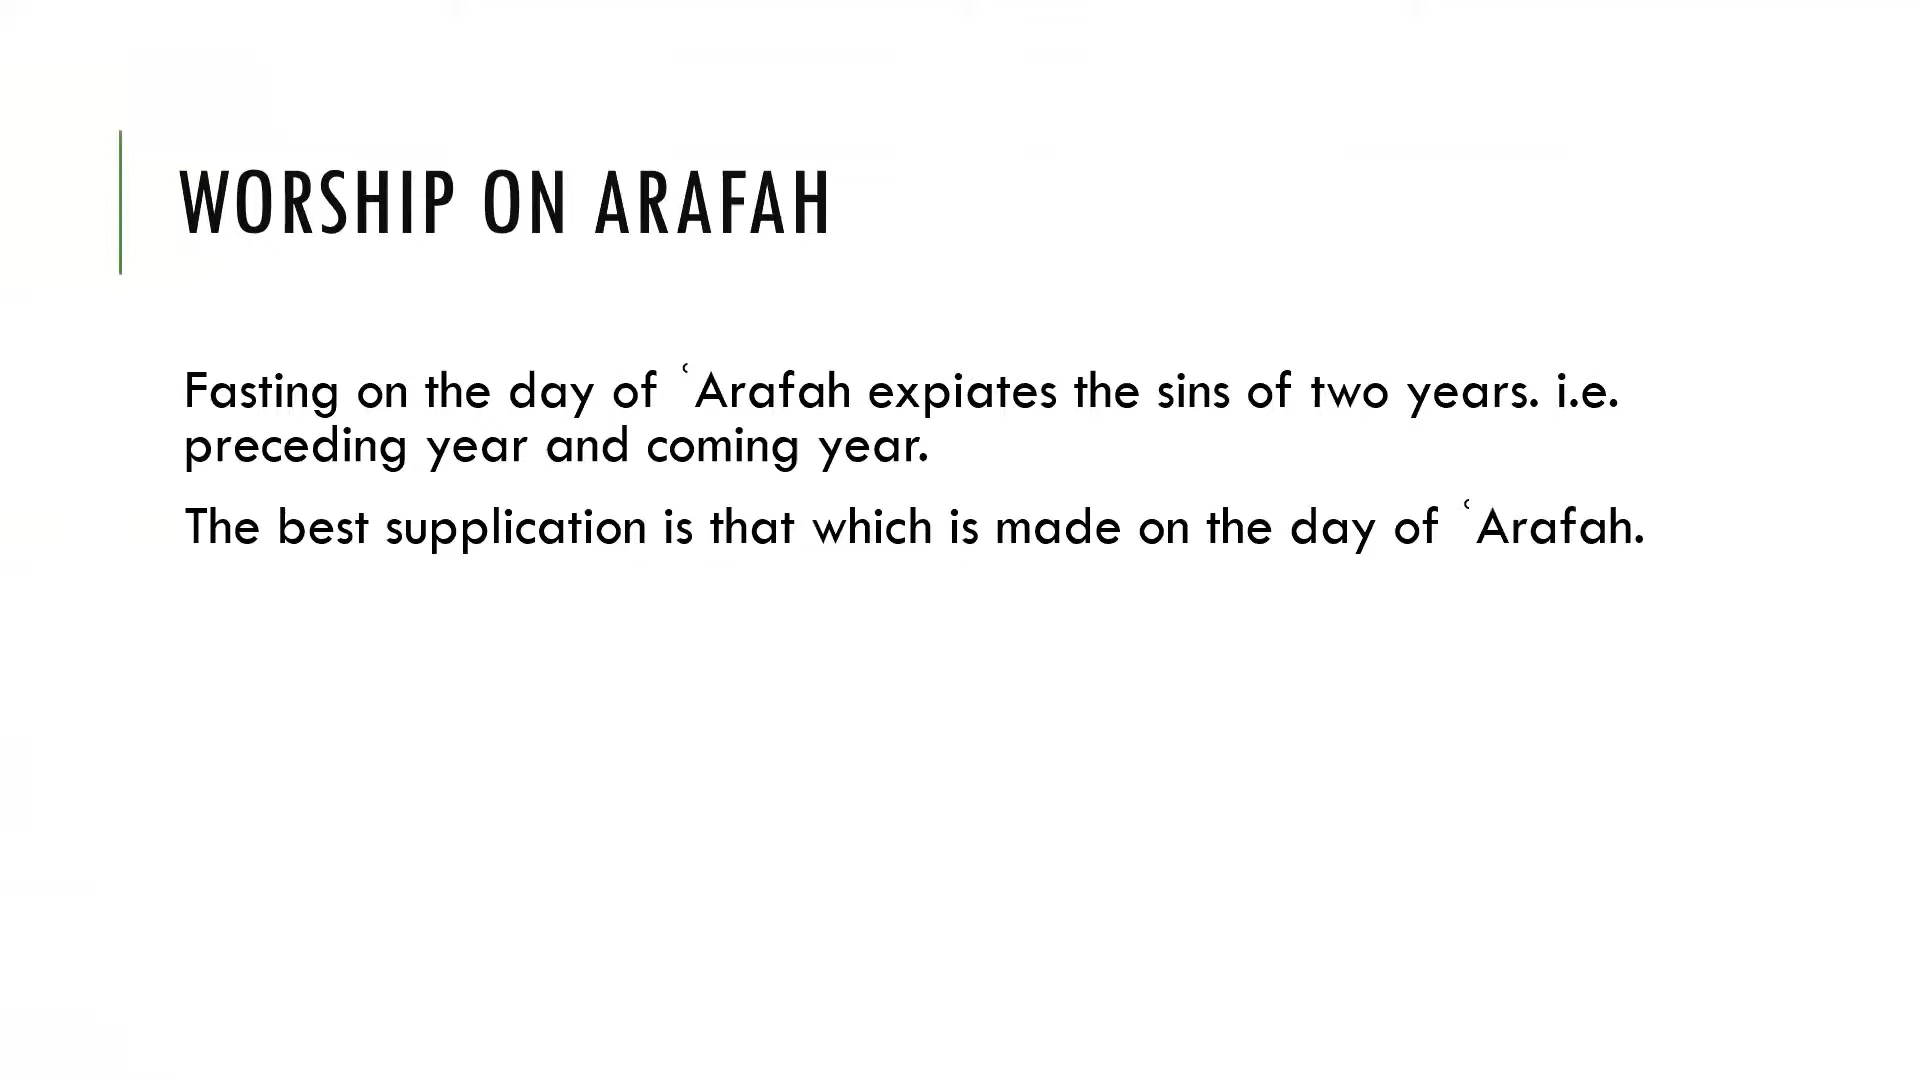 WORSHIP ON ARAFAH
Fasting on the day of ʿArafah expiates the sins of two years. i.e.
preceding year and coming year.
The best supplication is that which is made on the day of ʿArafah.